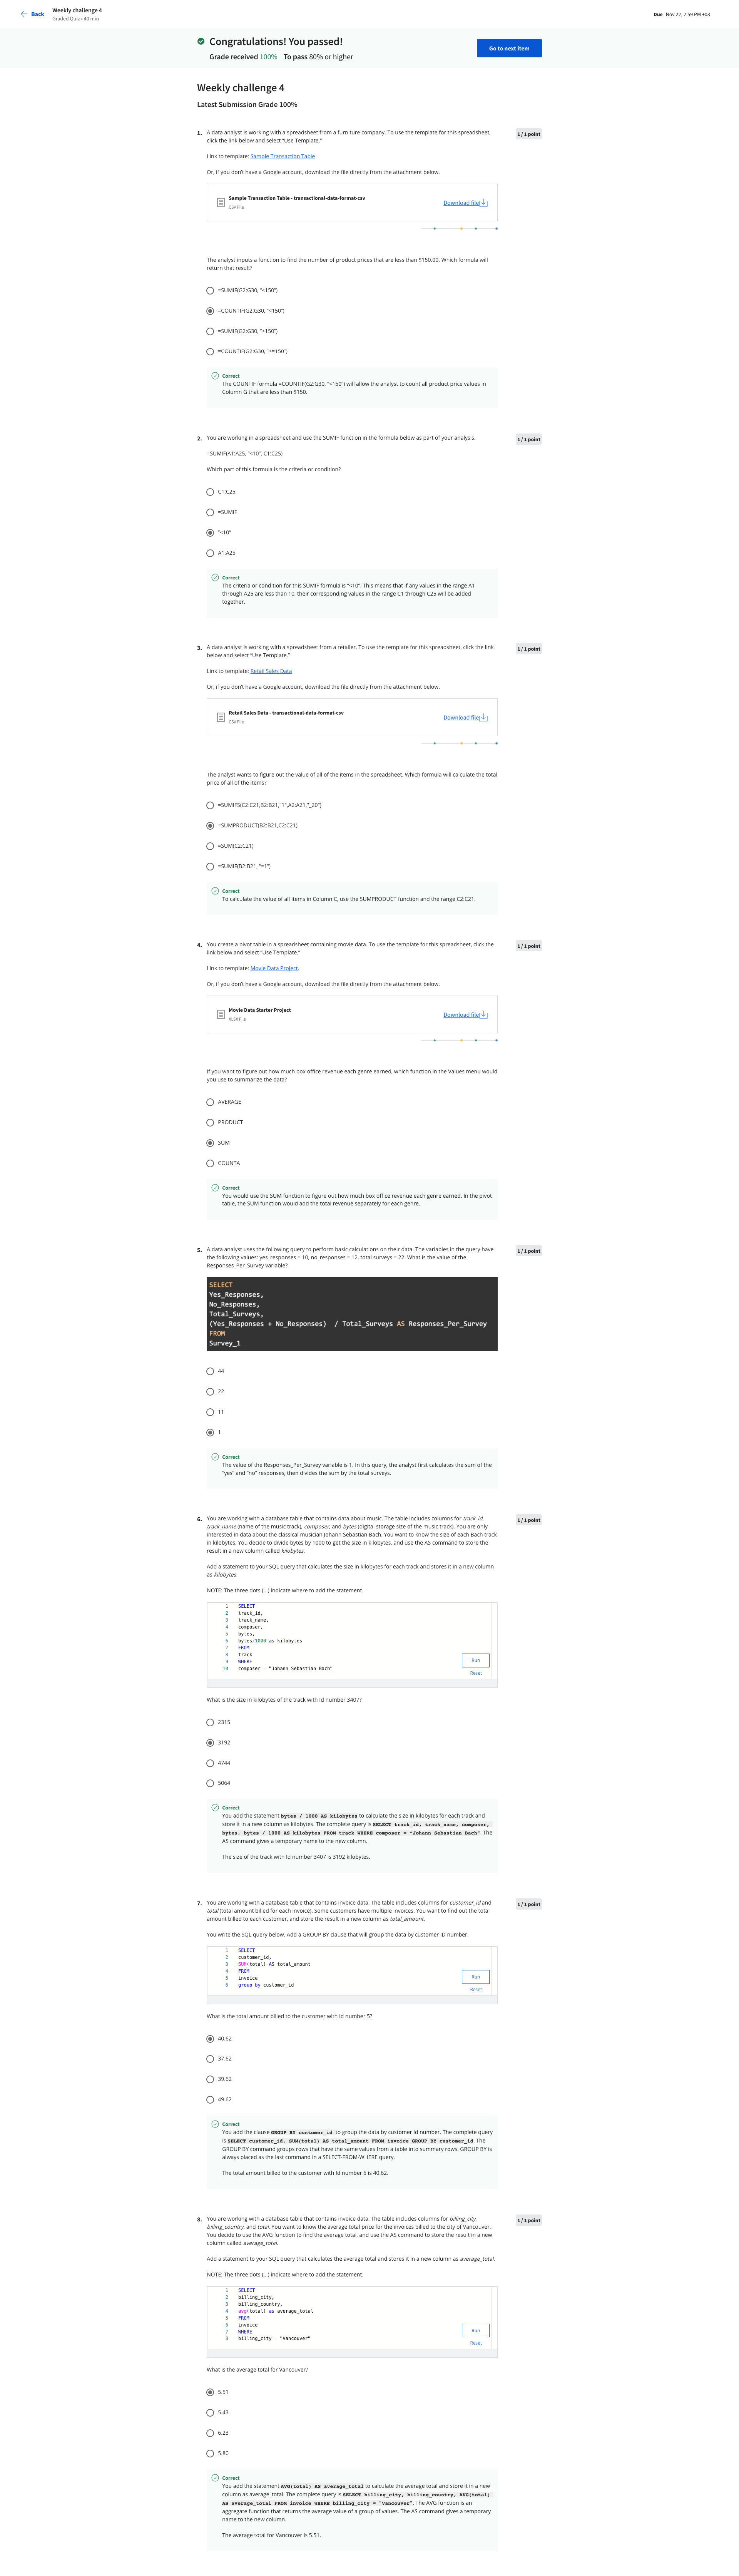 Back
Weekly challenge 4
Graded Quiz • 40 min
Due Nov 22, 2:59 PM +08
Congratulations! You passed!
Grade received 100% To pass 80% or higher
Go to next item
Weekly challenge 4
Latest Submission Grade 100%
1. A data analyst is working with a spreadsheet from a furniture company. To use the template for this spreadsheet,
click the link below and select “Use Template.”
1 / 1 point
Link to template: Sample Transaction Table
Or, if you don’t have a Google account, download the file directly from the attachment below.
Sample Transaction Table - transactional-data-format-csv
CSV File
Download file
The analyst inputs a function to find the number of product prices that are less than $150.00. Which formula will
return that result?
=SUMIF(G2:G30, "<150")
=COUNTIF(G2:G30, "<150")
=SUMIF(G2:G30, ">150")
=COUNTIF(G2:G30, ">=150")
Correct
The COUNTIF formula =COUNTIF(G2:G30, "<150") will allow the analyst to count all product price values in
Column G that are less than $150.
2. You are working in a spreadsheet and use the SUMIF function in the formula below as part of your analysis.
1 / 1 point
=SUMIF(A1:A25, "<10", C1:C25)
Which part of this formula is the criteria or condition?
C1:C25
=SUMIF
"<10"
A1:A25
Correct
The criteria or condition for this SUMIF formula is "<10". This means that if any values in the range A1
through A25 are less than 10, their corresponding values in the range C1 through C25 will be added
together.
3. A data analyst is working with a spreadsheet from a retailer. To use the template for this spreadsheet, click the link
below and select “Use Template.”
1 / 1 point
Link to template: Retail Sales Data
Or, if you don’t have a Google account, download the file directly from the attachment below.
Retail Sales Data - transactional-data-format-csv
CSV File
Download file
The analyst wants to figure out the value of all of the items in the spreadsheet. Which formula will calculate the total
price of all of the items?
=SUMIFS(C2:C21,B2:B21,"1",A2:A21,"_20")
=SUMPRODUCT(B2:B21,C2:C21)
=SUM(C2:C21)
=SUMIF(B2:B21, "=1")
Correct
To calculate the value of all items in Column C, use the SUMPRODUCT function and the range C2:C21.
4. You create a pivot table in a spreadsheet containing movie data. To use the template for this spreadsheet, click the
link below and select “Use Template.”
1 / 1 point
Link to template: Movie Data Project.
Or, if you don’t have a Google account, download the file directly from the attachment below.
Movie Data Starter Project
XLSX File
Download file
If you want to figure out how much box office revenue each genre earned, which function in the Values menu would
you use to summarize the data?
AVERAGE
PRODUCT
SUM
COUNTA
Correct
You would use the SUM function to figure out how much box office revenue each genre earned. In the pivot
table, the SUM function would add the total revenue separately for each genre.
5. A data analyst uses the following query to perform basic calculations on their data. The variables in the query have
the following values: yes_responses = 10, no_responses = 12, total surveys = 22. What is the value of the
Responses_Per_Survey variable?
1 / 1 point
SELECT
Yes_Responses,
No_Responses,
Total_Surveys,
(Yes_Responses + No_Responses) / Total_Surveys AS Responses_Per_Survey
FROM
Survey_1
44
22
11
1
Correct
The value of the Responses_Per_Survey variable is 1. In this query, the analyst first calculates the sum of the
“yes” and “no” responses, then divides the sum by the total surveys.
6. You are working with a database table that contains data about music. The table includes columns for track_id,
track_name (name of the music track), composer, and bytes (digital storage size of the music track). You are only
interested in data about the classical musician Johann Sebastian Bach. You want to know the size of each Bach track
in kilobytes. You decide to divide bytes by 1000 to get the size in kilobytes, and use the AS command to store the
result in a new column called kilobytes.
1 / 1 point
Add a statement to your SQL query that calculates the size in kilobytes for each track and stores it in a new column
as kilobytes.
NOTE: The three dots (...) indicate where to add the statement.
1 SELECT
2 track_id,
3 track_name,
4 composer,
5 bytes,
6 bytes/1000 as kilobytes
7 FROM
8 track
9 WHERE
10 composer = "Johann Sebastian Bach"
Run
Reset
What is the size in kilobytes of the track with Id number 3407?
2315
3192
4744
5064
Correct
You add the statement bytes / 1000 AS kilobytes to calculate the size in kilobytes for each track and
store it in a new column as kilobytes. The complete query is SELECT track_id, track_name, composer,
bytes, bytes / 1000 AS kilobytes FROM track WHERE composer = "Johann Sebastian Bach". The
AS command gives a temporary name to the new column.
The size of the track with Id number 3407 is 3192 kilobytes.
7. You are working with a database table that contains invoice data. The table includes columns for customer_id and
total (total amount billed for each invoice). Some customers have multiple invoices. You want to find out the total
amount billed to each customer, and store the result in a new column as total_amount.
1 / 1 point
You write the SQL query below. Add a GROUP BY clause that will group the data by customer ID number.
1 SELECT
2 customer_id,
3 SUM(total) AS total_amount
4 FROM
5 invoice
6 group by customer_id
Run
Reset
What is the total amount billed to the customer with Id number 5?
40.62
37.62
39.62
49.62
Correct
You add the clause GROUP BY customer_id to group the data by customer Id number. The complete query
is SELECT customer_id, SUM(total) AS total_amount FROM invoice GROUP BY customer_id. The
GROUP BY command groups rows that have the same values from a table into summary rows. GROUP BY is
always placed as the last command in a SELECT-FROM-WHERE query.
The total amount billed to the customer with Id number 5 is 40.62.
8. You are working with a database table that contains invoice data. The table includes columns for billing_city,
billing_country, and total. You want to know the average total price for the invoices billed to the city of Vancouver.
You decide to use the AVG function to find the average total, and use the AS command to store the result in a new
column called average_total.
1 / 1 point
Add a statement to your SQL query that calculates the average total and stores it in a new column as average_total.
NOTE: The three dots (...) indicate where to add the statement.
1 SELECT
2 billing_city,
3 billing_country,
4 avg(total) as average_total
5 FROM
6 invoice
7 WHERE
8 billing_city = "Vancouver"
Run
Reset
What is the average total for Vancouver?
5.51
5.43
6.23
5.80
Correct
You add the statement AVG(total) AS average_total to calculate the average total and store it in a new
column as average_total. The complete query is SELECT billing_city, billing_country, AVG(total)
AS average_total FROM invoice WHERE billing_city = "Vancouver". The AVG function is an
aggregate function that returns the average value of a group of values. The AS command gives a temporary
name to the new column.
The average total for Vancouver is 5.51.